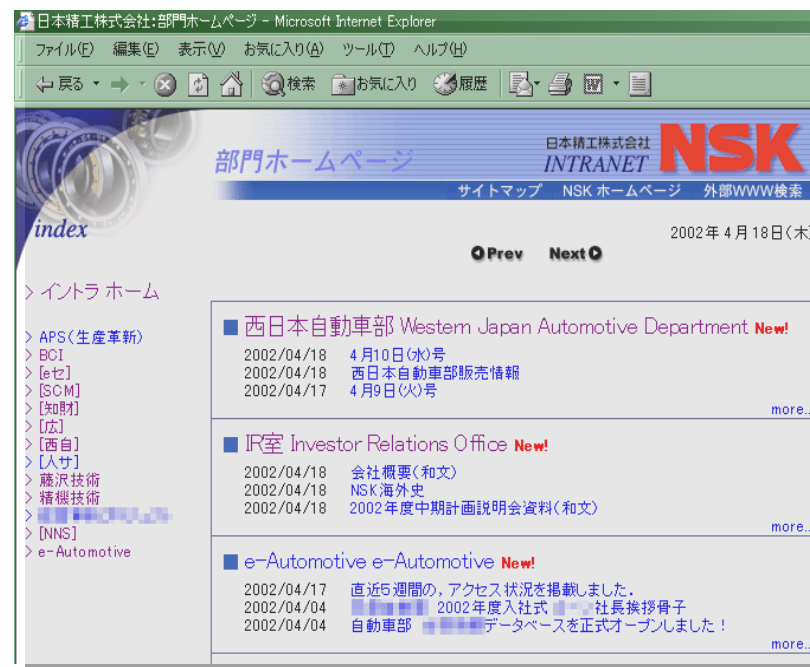 日本精工株式会社:部門ホームページ - Microsoft Internet Explorer
ファイル(F) 編集(E) 表示(V) お気に入り(A) ツール(T) ヘルプ(H)
戻る 検索 お気に入り 履歴
部門ホームページ
日本精工株式会社
INTRANET
NSK
サイトマップ NSK ホームページ 外部WWW検索
index
2002年4月18日(木)
Prev Next
> イントラ ホーム
> APS(生産革新)
> BCI
> [eセ]
> [SCM]
> [知財]
> [広]
> [西自]
> [人サ]
> 藤沢技術
> 精機技術
>
> [NNS]
> e-Automotive
西日本自動車部 Western Japan Automotive Department New!
2002/04/18 4月10日(水)号
2002/04/18 西日本自動車部販売情報
2002/04/17 4月9日(火)号
more..
IR室 Investor Relations Office New!
2002/04/18 会社概要(和文)
2002/04/18 NSK海外史
2002/04/18 2002年度中期計画説明会資料(和文)
more..
e-Automotive e-Automotive New!
2002/04/17 直近5週間の,アクセス状況を掲載しました.
2002/04/04 2002年度入社式 社長挨拶骨子
2002/04/04 自動車部 データベースを正式オープンしました!
more..